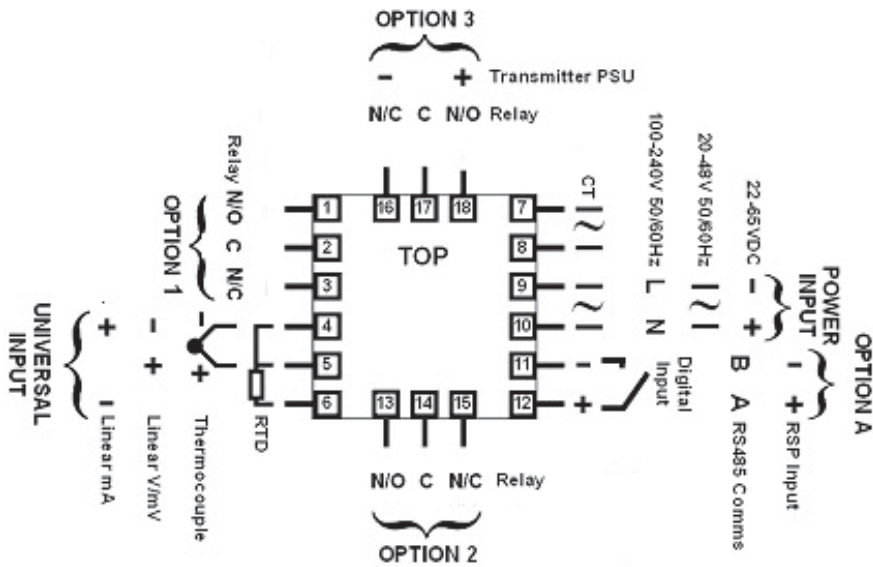 OPTION 3
- + Transmitter PSU
N/C C N/O Relay
Relay N/O C N/C
OPTION 1
UNIVERSAL
INPUT
+ - Linear mA
- + Linear V/mV
- + Thermocouple
RTD
1
2
3
4
5
6
16 17 18
TOP
13 14 15
7
8
9
10
11 -
12 +
CT
Digital
Input
100-240V 50/60Hz L N
20-48V 50/60Hz
22-65VDC - +
POWER
INPUT
B A RS485 Comms
- + RSP Input
OPTION A
N/O C N/C Relay
OPTION 2